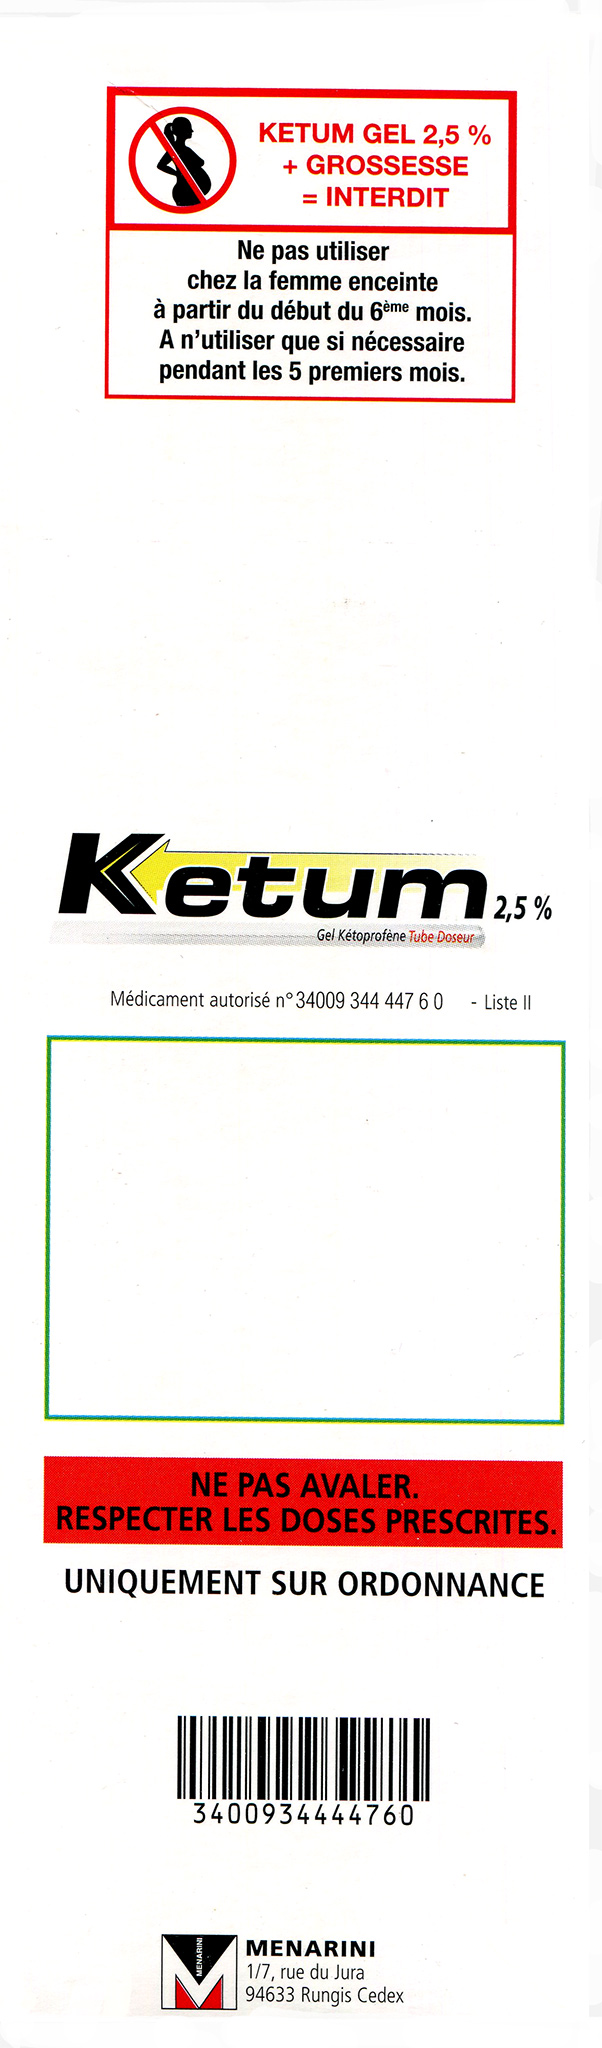 KETUM GEL 2,5 %
+ GROSSESSE
= INTERDIT
Ne pas utiliser
chez la femme enceinte
à partir du début du 6ème mois.
A n'utiliser que si nécessaire
pendant les 5 premiers mois.
Ketum 2,5 %
Gel Kétoprofène Tube Doseur
Médicament autorisé n° 34009 344 447 6 0 - Liste II
NE PAS AVALER.
RESPECTER LES DOSES PRESCRITES.
UNIQUEMENT SUR ORDONNANCE
3400934444760
MENARINI
MENARINI
1/7, rue du Jura
94633 Rungis Cedex